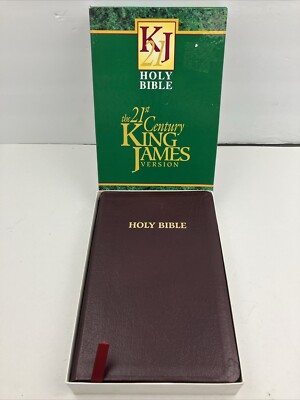 KJ
21
HOLY
BIBLE
the 21st
Century
KING
JAMES
VERSION
HOLY BIBLE